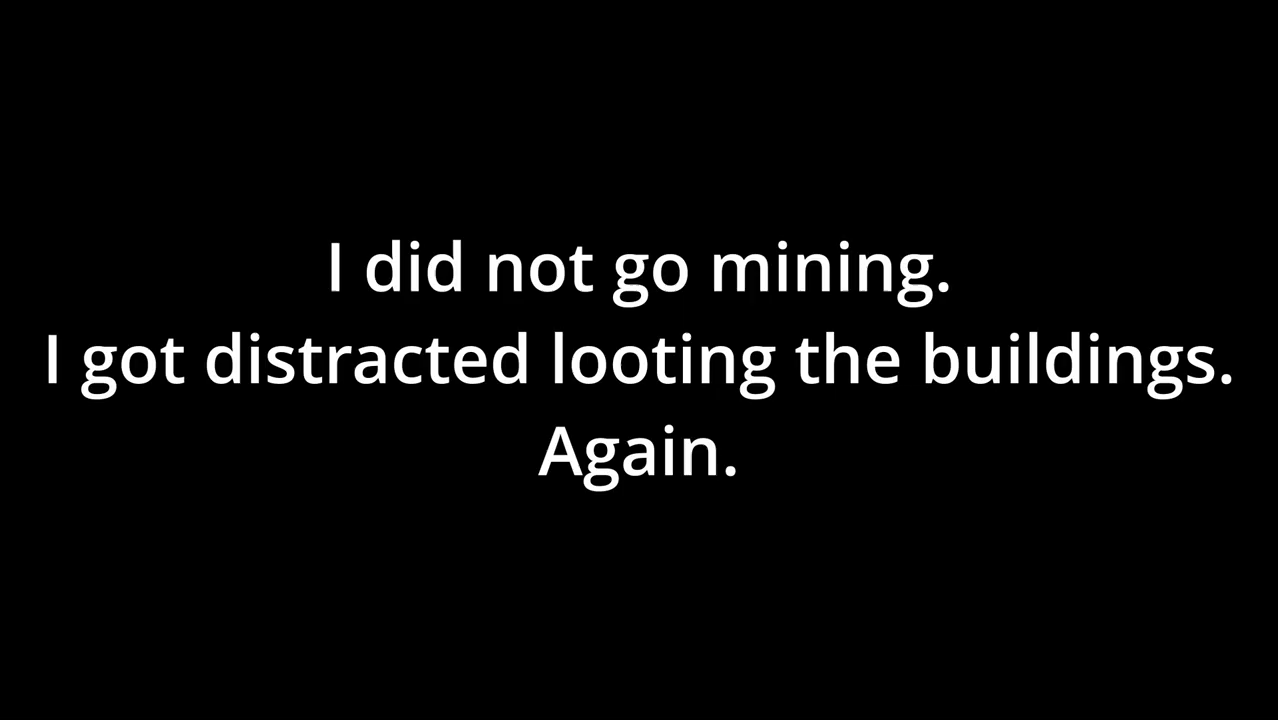 I did not go mining.
I got distracted looting the buildings.
Again.